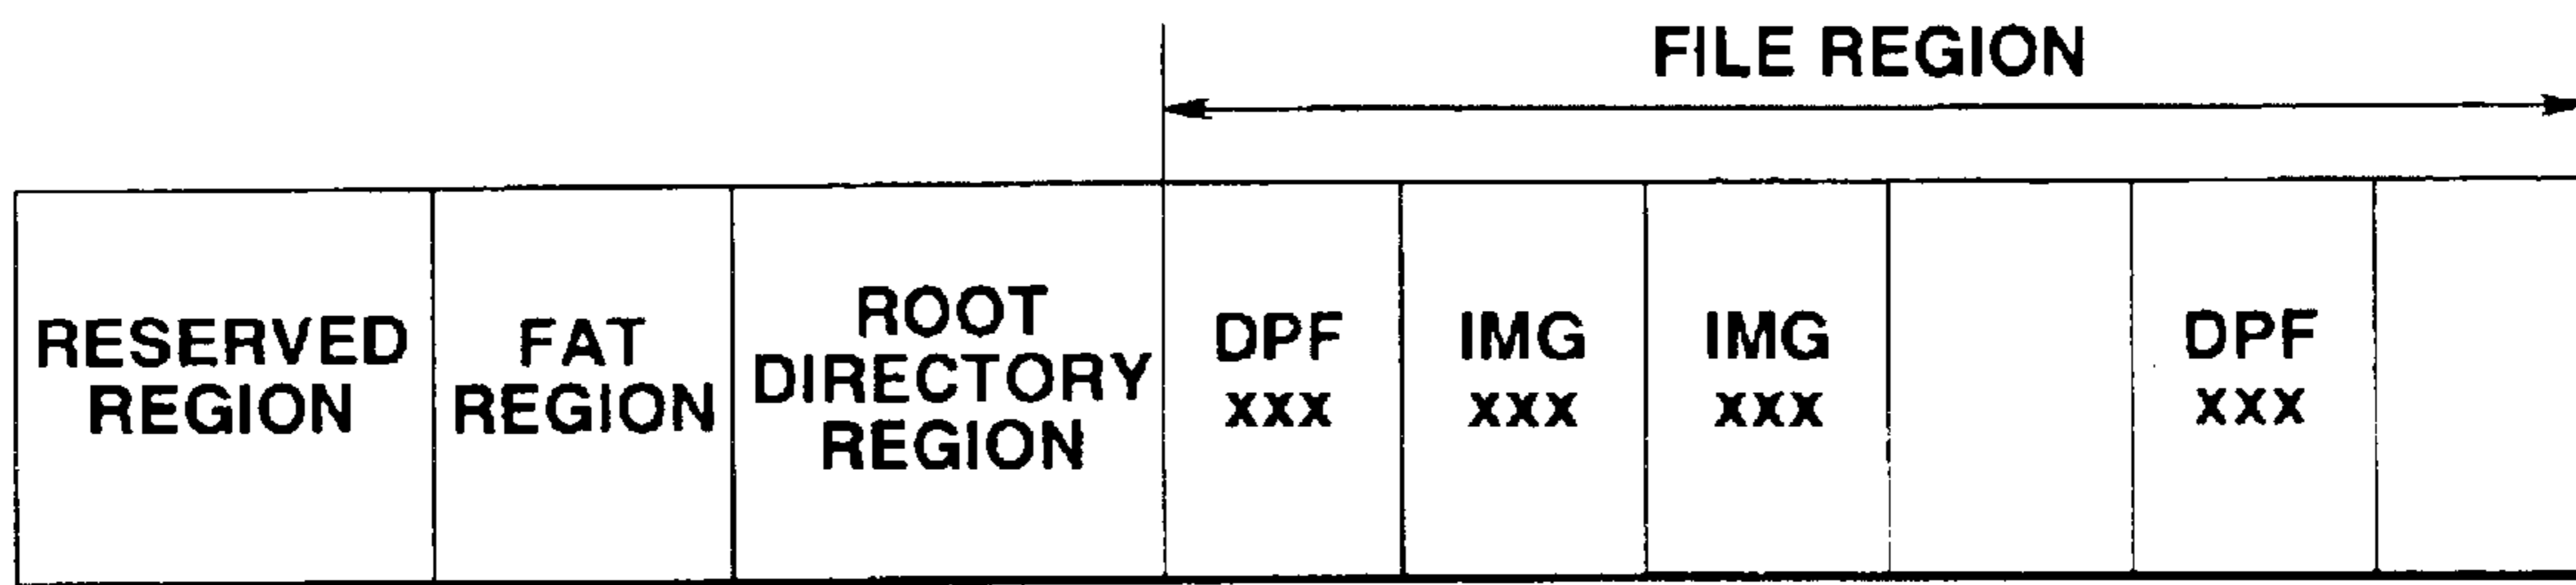 FILE REGION
RESERVED
REGION
FAT
REGION
ROOT
DIRECTORY
REGION
DPF
xxx
IMG
xxx
IMG
xxx
DPF
xxx